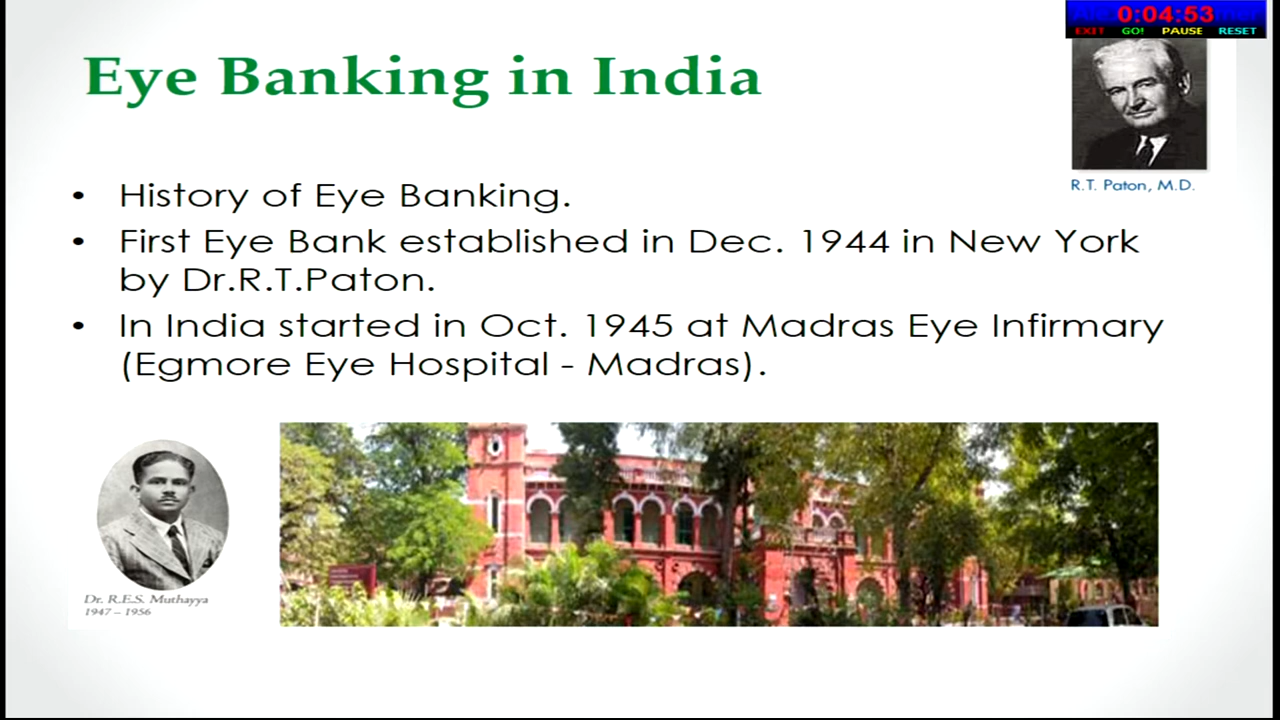 0:04:53
EXIT GO! PAUSE RESET
Eye Banking in India
R.T. Paton, M.D.
• History of Eye Banking.
• First Eye Bank established in Dec. 1944 in New York
by Dr.R.T.Paton.
• In India started in Oct. 1945 at Madras Eye Infirmary
(Egmore Eye Hospital - Madras).
Dr. R.E.S. Muthayya
1947 – 1956